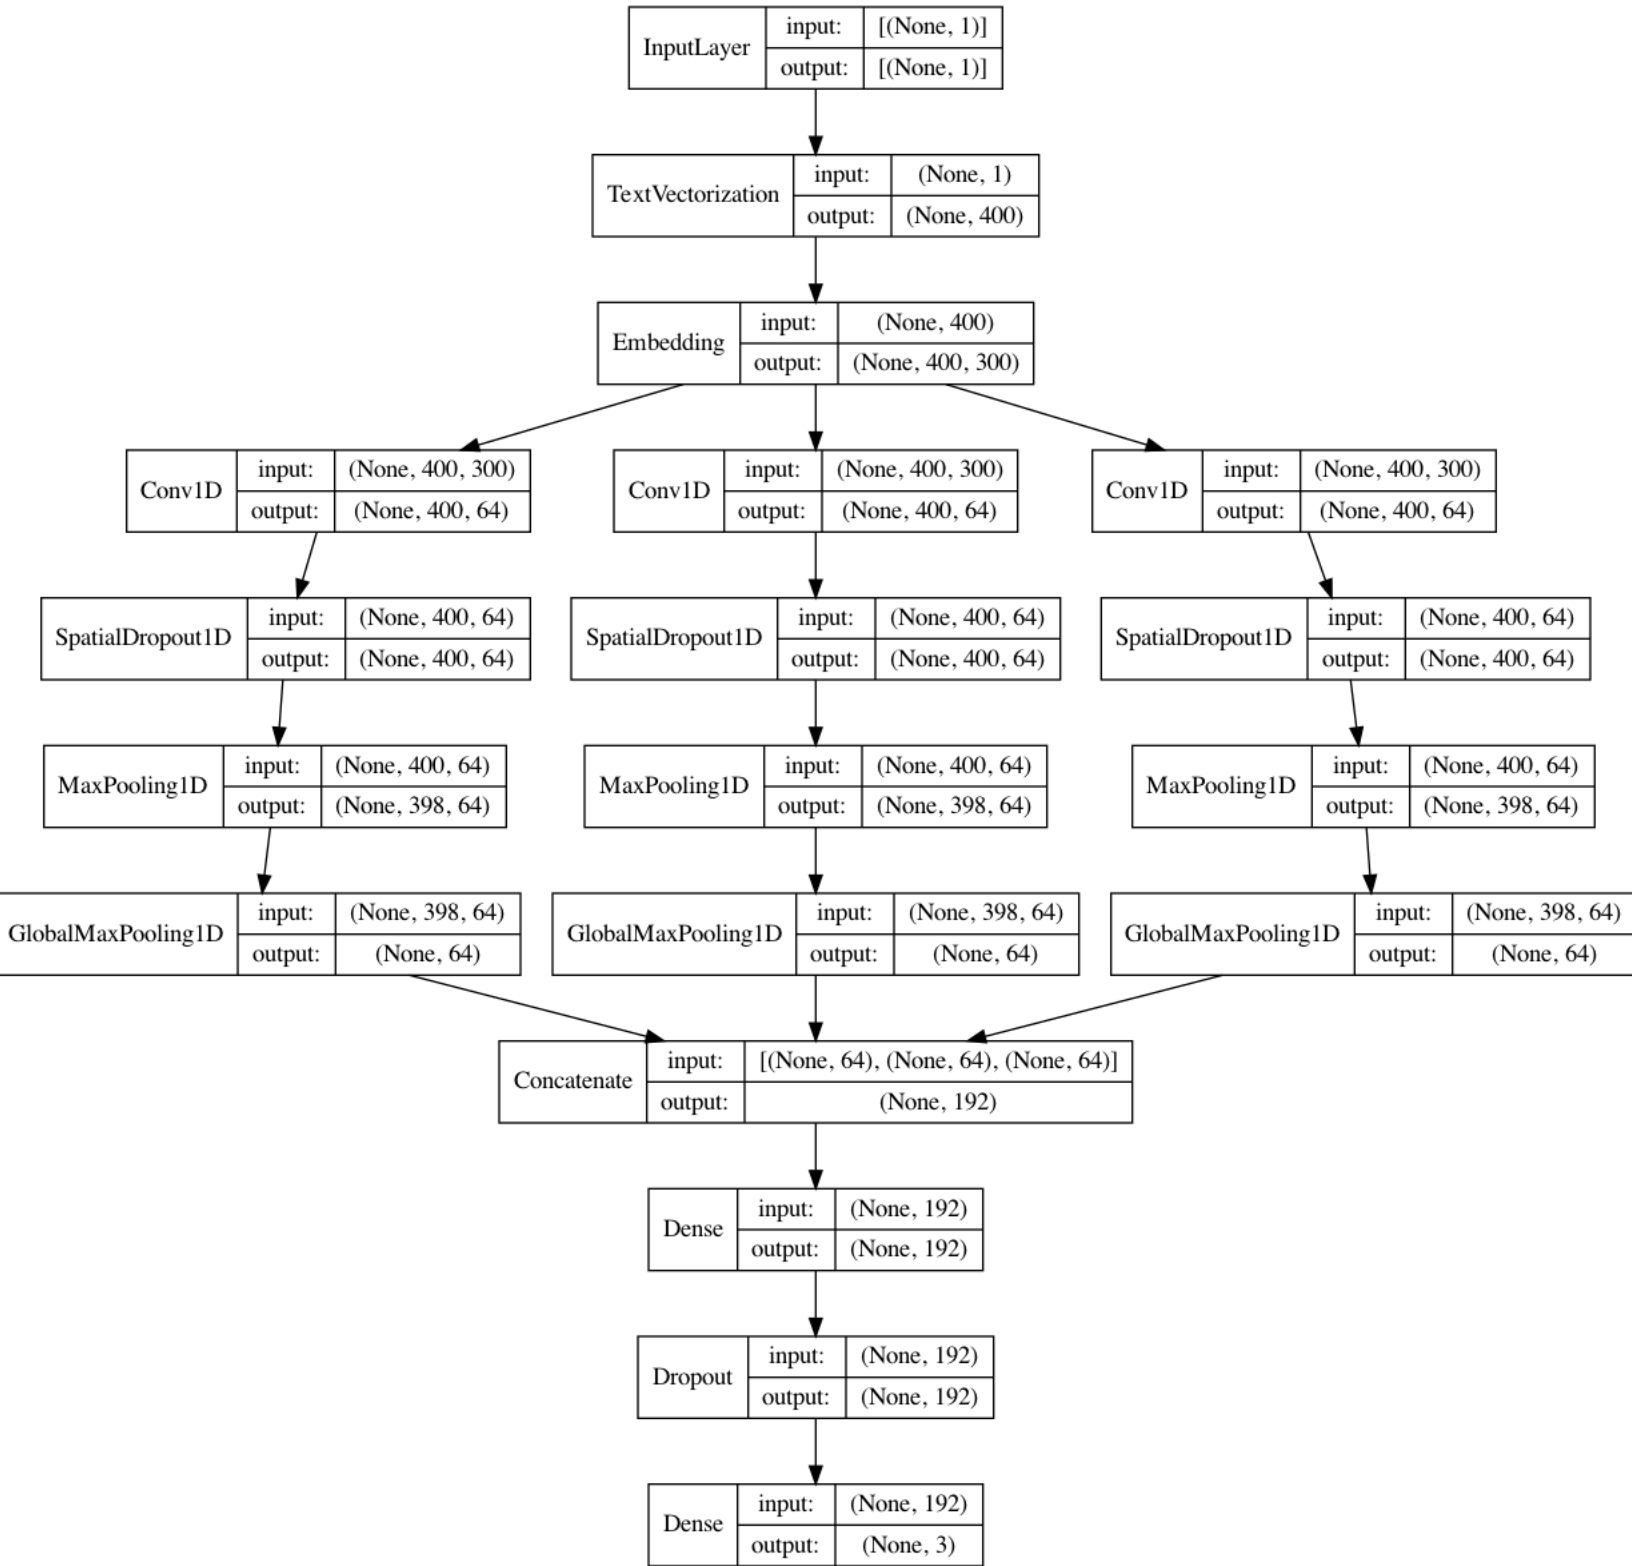 InputLayer input: [(None, 1)]
output: [(None, 1)]
TextVectorization input: (None, 1)
output: (None, 400)
Embedding input: (None, 400)
output: (None, 400, 300)
Conv1D input: (None, 400, 300)
output: (None, 400, 64)
Conv1D input: (None, 400, 300)
output: (None, 400, 64)
Conv1D input: (None, 400, 300)
output: (None, 400, 64)
SpatialDropout1D input: (None, 400, 64)
output: (None, 400, 64)
SpatialDropout1D input: (None, 400, 64)
output: (None, 400, 64)
SpatialDropout1D input: (None, 400, 64)
output: (None, 400, 64)
MaxPooling1D input: (None, 400, 64)
output: (None, 398, 64)
MaxPooling1D input: (None, 400, 64)
output: (None, 398, 64)
MaxPooling1D input: (None, 400, 64)
output: (None, 398, 64)
GlobalMaxPooling1D input: (None, 398, 64)
output: (None, 64)
GlobalMaxPooling1D input: (None, 398, 64)
output: (None, 64)
GlobalMaxPooling1D input: (None, 398, 64)
output: (None, 64)
Concatenate input: [(None, 64), (None, 64), (None, 64)]
output: (None, 192)
Dense input: (None, 192)
output: (None, 192)
Dropout input: (None, 192)
output: (None, 192)
Dense input: (None, 192)
output: (None, 3)